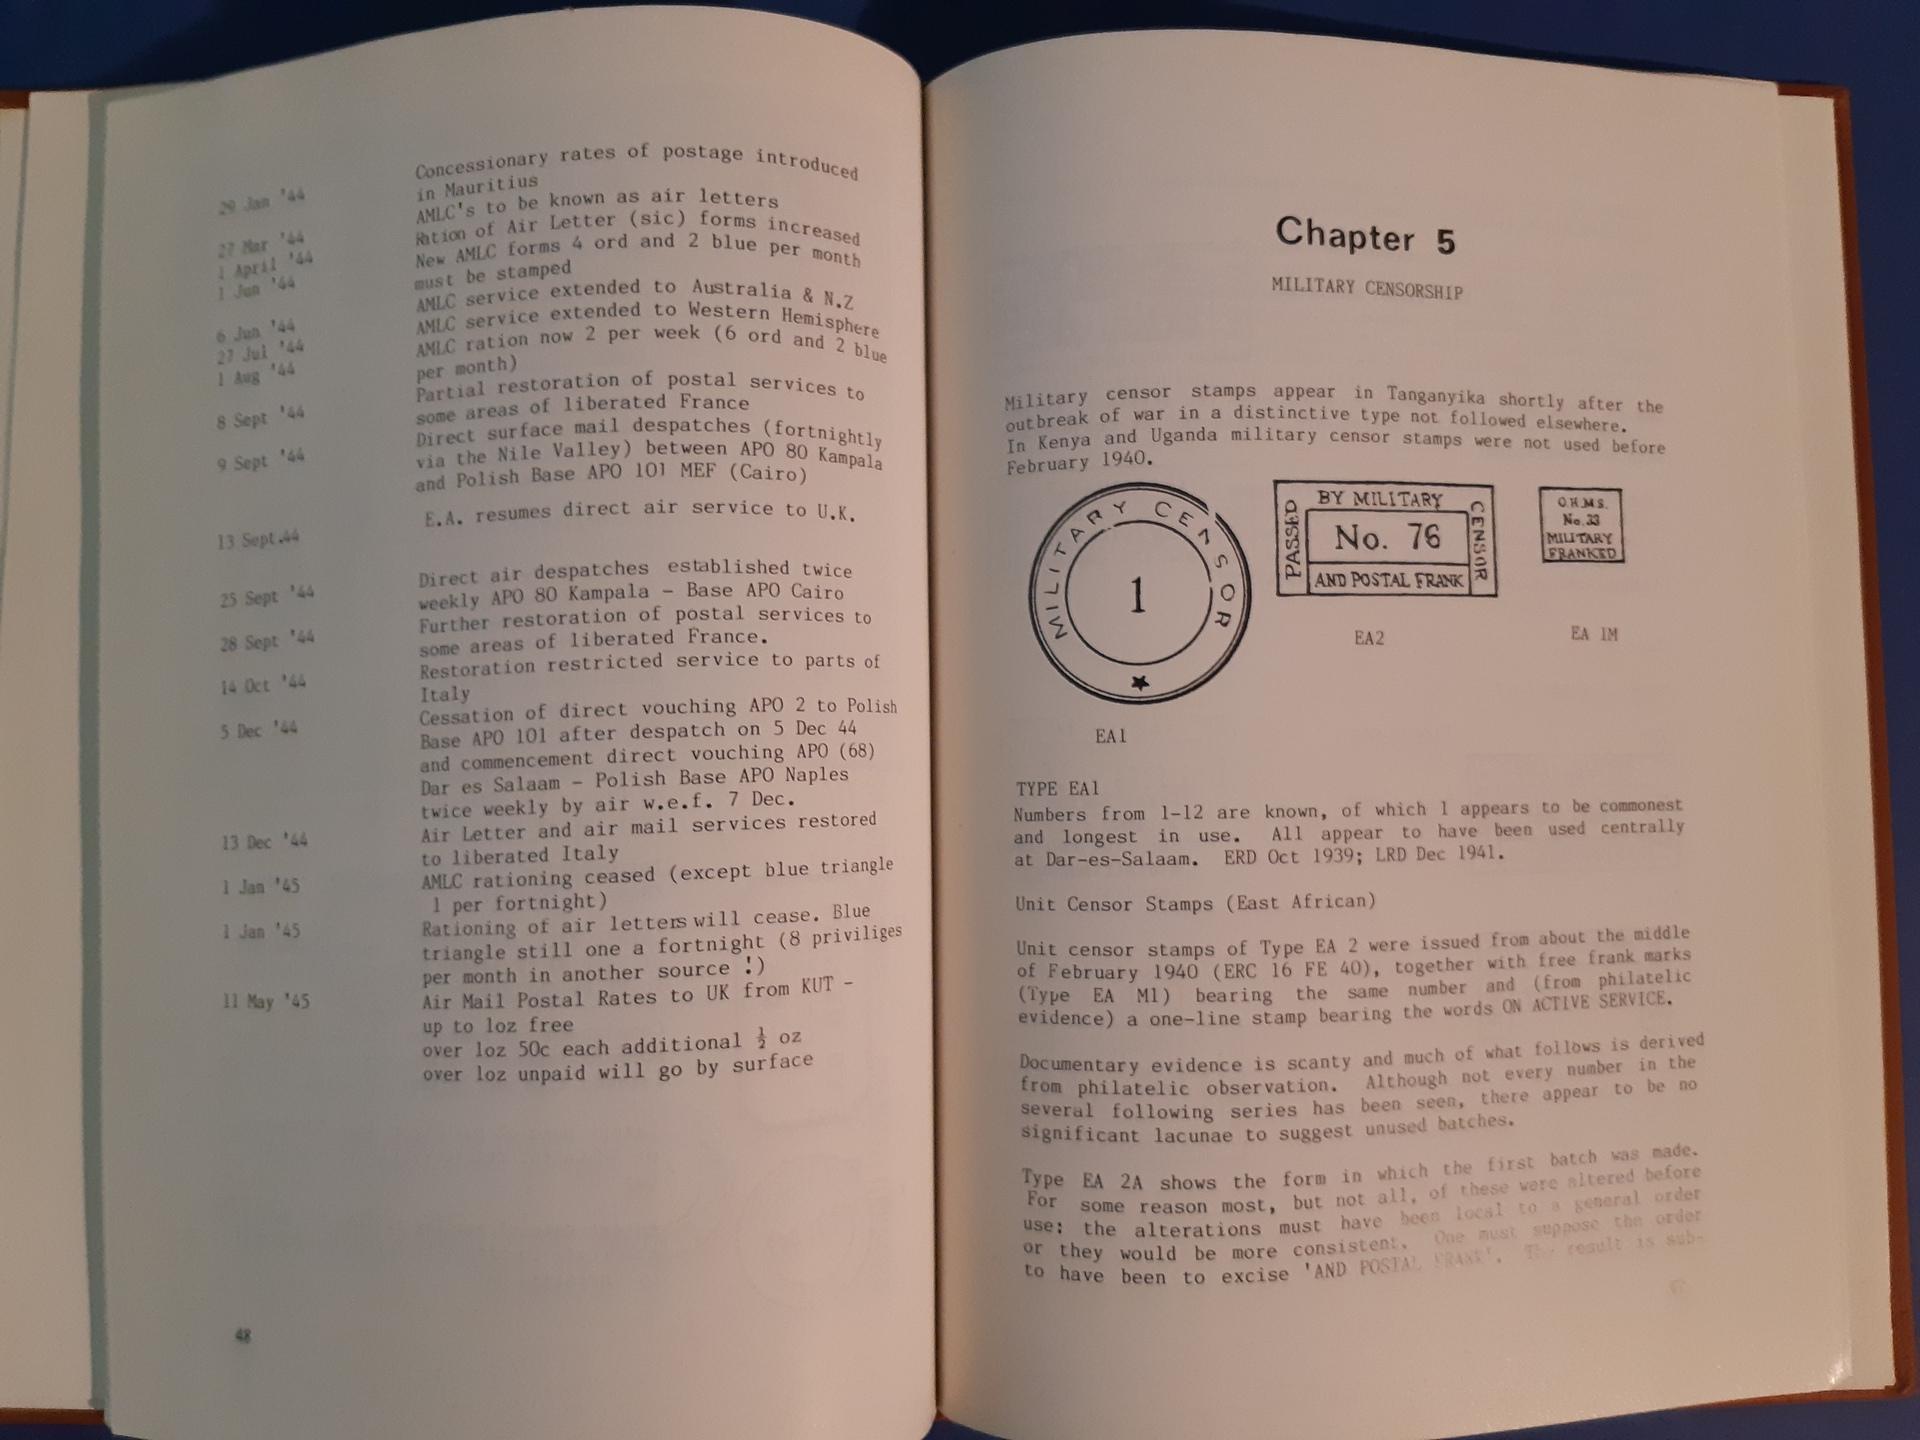 29 Jan '44 Concessionary rates of postage introduced
in Mauritius
27 Mar '44 AMLC's to be known as air letters
1 April '44 Ration of Air Letter (sic) forms increased
1 Jun '44 New AMLC forms 4 ord and 2 blue per month
must be stamped
6 Jun '44 AMLC service extended to Australia & N.Z
27 Jul '44 AMLC service extended to Western Hemisphere
1 Aug '44 AMLC ration now 2 per week (6 ord and 2 blue
per month)
8 Sept '44 Partial restoration of postal services to
some areas of liberated France
9 Sept '44 Direct surface mail despatches (fortnightly
via the Nile Valley) between APO 80 Kampala
and Polish Base APO 101 MEF (Cairo)
13 Sept.44 E.A. resumes direct air service to U.K.
25 Sept '44 Direct air despatches established twice
weekly APO 80 Kampala - Base APO Cairo
28 Sept '44 Further restoration of postal services to
some areas of liberated France.
14 Oct '44 Restoration restricted service to parts of
Italy
5 Dec '44 Cessation of direct vouching APO 2 to Polish
Base APO 101 after despatch on 5 Dec 44
and commencement direct vouching APO (68)
Dar es Salaam - Polish Base APO Naples
twice weekly by air w.e.f. 7 Dec.
13 Dec '44 Air Letter and air mail services restored
to liberated Italy
1 Jan '45 AMLC rationing ceased (except blue triangle
1 per fortnight)
1 Jan '45 Rationing of air letters will cease. Blue
triangle still one a fortnight (8 priviliges
per month in another source !)
11 May '45 Air Mail Postal Rates to UK from KUT -
up to 1oz free
over 1oz 50c each additional ½ oz
over 1oz unpaid will go by surface
48
Chapter 5
MILITARY CENSORSHIP
Military censor stamps appear in Tanganyika shortly after the
outbreak of war in a distinctive type not followed elsewhere.
In Kenya and Uganda military censor stamps were not used before
February 1940.
MILITARY CENSOR
1
EA1
PASSED
BY MILITARY
CENSOR
No. 76
AND POSTAL FRANK
EA2
O.H.M.S.
No.33
MILITARY
FRANKED
EA 1M
TYPE EA1
Numbers from 1-12 are known, of which 1 appears to be commonest
and longest in use. All appear to have been used centrally
at Dar-es-Salaam. ERD Oct 1939; LRD Dec 1941.
Unit Censor Stamps (East African)
Unit censor stamps of Type EA 2 were issued from about the middle
of February 1940 (ERC 16 FE 40), together with free frank marks
(Type EA M1) bearing the same number and (from philatelic
evidence) a one-line stamp bearing the words ON ACTIVE SERVICE.
Documentary evidence is scanty and much of what follows is derived
from philatelic observation. Although not every number in the
several following series has been seen, there appear to be no
significant lacunae to suggest unused batches.
Type EA 2A shows the form in which the first batch was made.
For some reason most, but not all, of these were altered before
use: the alterations must have been local to a general order
or they would be more consistent. One must suppose the order
to have been to excise 'AND POSTAL FRANK'. The result is sub-